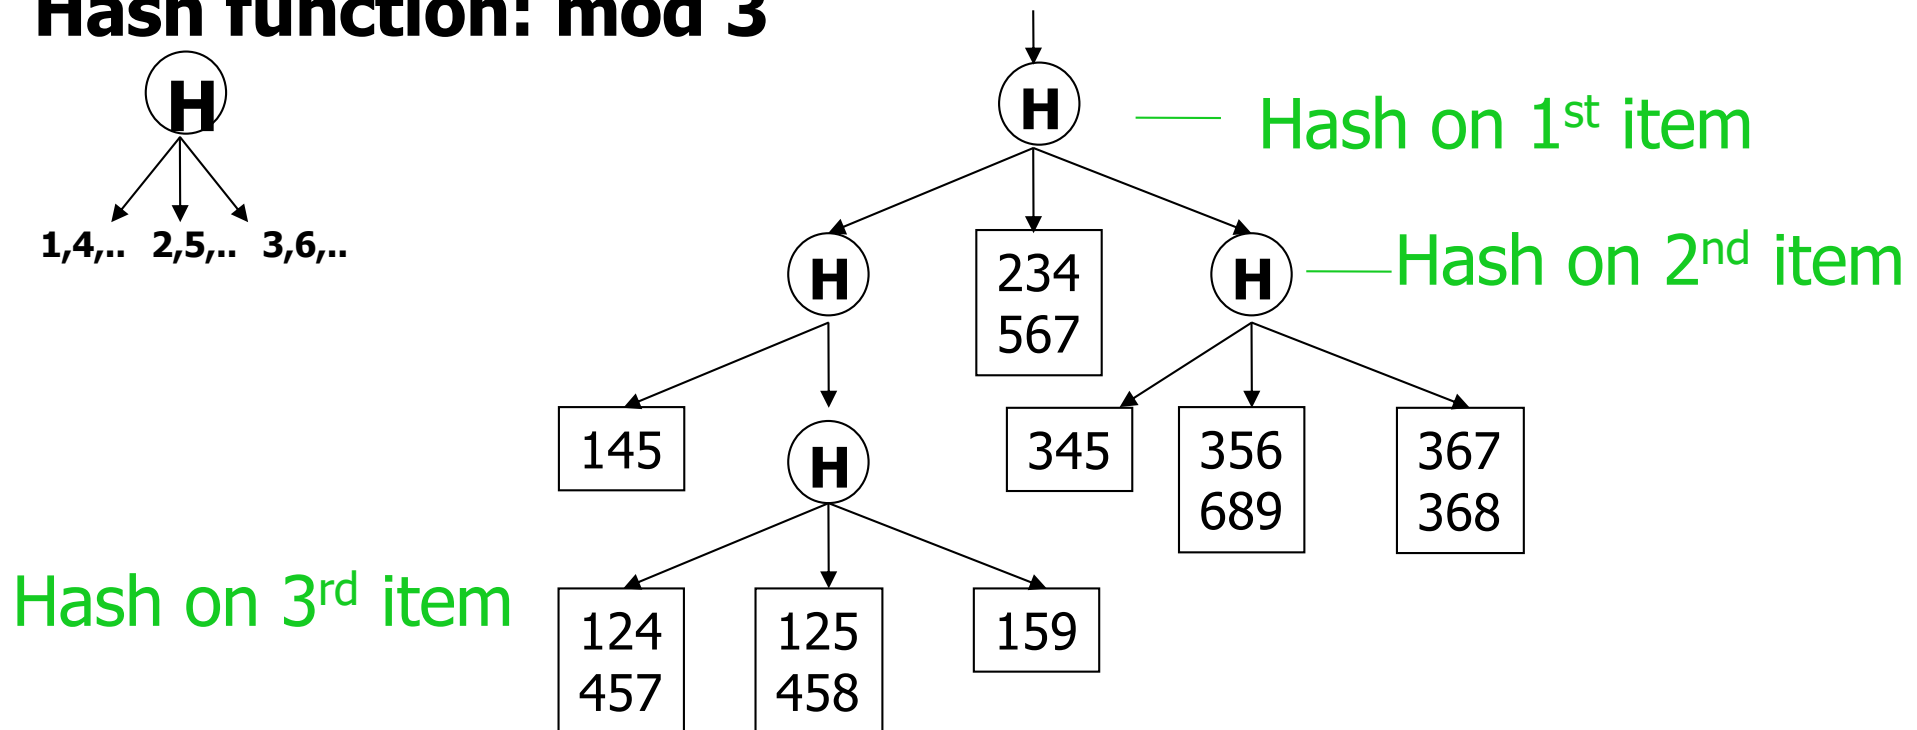 Hash function: mod 3
H
1,4,.. 2,5,.. 3,6,..
H
Hash on 1st item
H
234
567
H
Hash on 2nd item
145
H
345
356
689
367
368
Hash on 3rd item
124
457
125
458
159